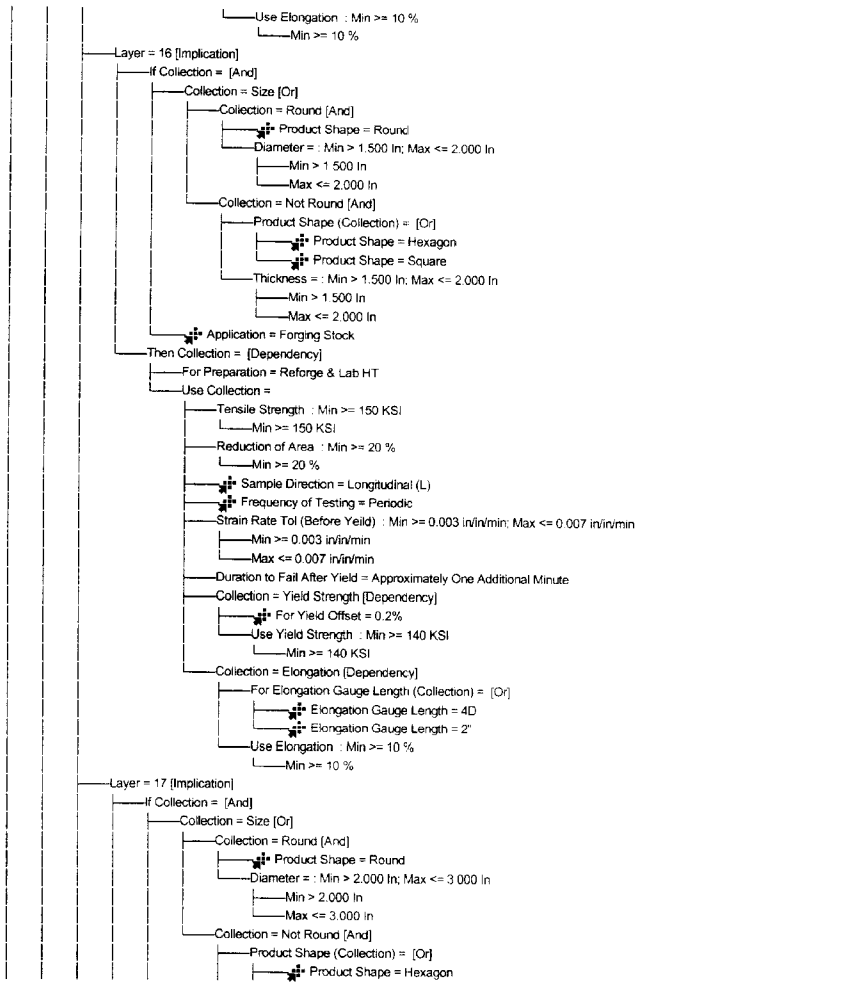 Use Elongation : Min >= 10 %
Min >= 10 %
Layer = 16 [Implication]
If Collection = [And]
Collection = Size [Or]
Collection = Round [And]
Product Shape = Round
Diameter = : Min > 1.500 In; Max <= 2.000 In
Min > 1 500 In
Max <= 2.000 In
Collection = Not Round [And]
Product Shape (Collection) = [Or]
Product Shape = Hexagon
Product Shape = Square
Thickness = : Min > 1.500 In; Max <= 2.000 In
Min > 1.500 In
Max <= 2.000 In
Application = Forging Stock
Then Collection = [Dependency]
For Preparation = Reforge & Lab HT
Use Collection =
Tensile Strength : Min >= 150 KSI
Min >= 150 KSI
Reduction of Area : Min >= 20 %
Min >= 20 %
Sample Direction = Longitudinal (L)
Frequency of Testing = Periodic
Strain Rate Tol (Before Yeild) : Min >= 0.003 in/in/min; Max <= 0.007 in/in/min
Min >= 0.003 in/in/min
Max <= 0.007 in/in/min
Duration to Fail After Yield = Approximately One Additional Minute
Collection = Yield Strength [Dependency]
For Yield Offset = 0.2%
Use Yield Strength : Min >= 140 KSI
Min >= 140 KSI
Collection = Elongation [Dependency]
For Elongation Gauge Length (Collection) = [Or]
Elongation Gauge Length = 4D
Elongation Gauge Length = 2"
Use Elongation : Min >= 10 %
Min >= 10 %
Layer = 17 [Implication]
If Collection = [And]
Collection = Size [Or]
Collection = Round [And]
Product Shape = Round
Diameter = : Min > 2.000 In; Max <= 3 000 In
Min > 2.000 In
Max <= 3.000 In
Collection = Not Round [And]
Product Shape (Collection) = [Or]
Product Shape = Hexagon